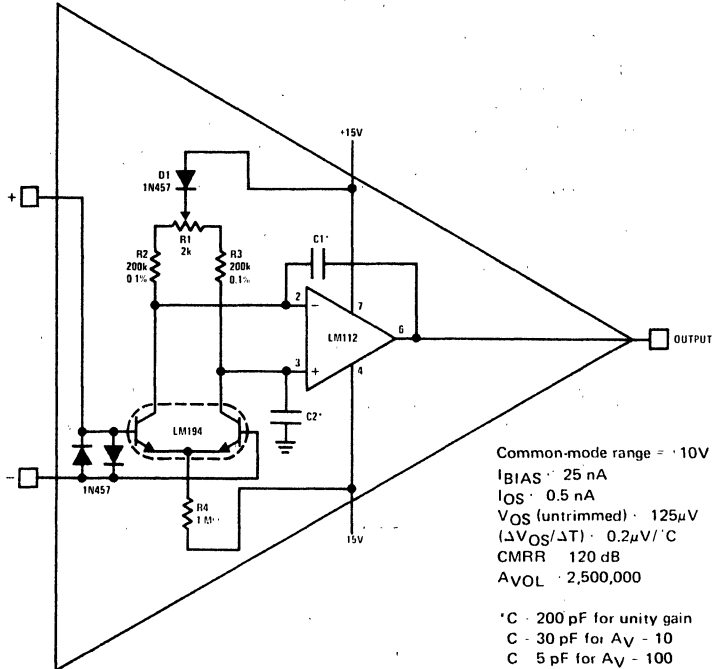 +15V
D1
1N457
+
R1
2k
R2
200k
0.1%
R3
200k
0.1%
C1*
2
−
7
LM112
6
OUTPUT
3
+
4
C2*
LM194
−
1N457
R4
1 M
15V
Common-mode range = 10V
IBIAS · 25 nA
IOS · 0.5 nA
VOS (untrimmed) · 125μV
(ΔVOS/ΔT) · 0.2μV/°C
CMRR 120 dB
AVOL · 2,500,000
*C · 200 pF for unity gain
C - 30 pF for AV - 10
C 5 pF for AV - 100